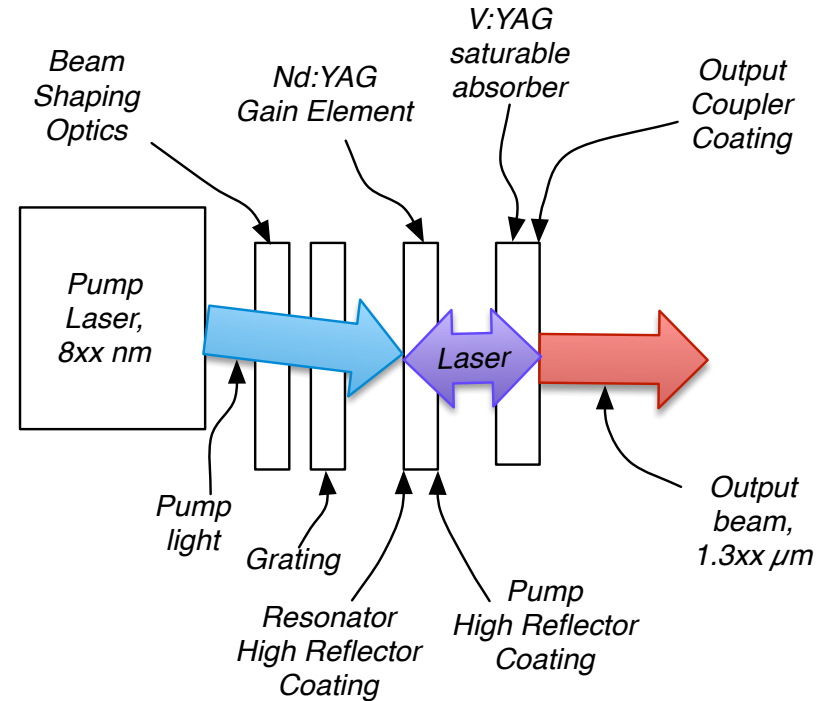 Beam
Shaping
Optics
Nd:YAG
Gain Element
V:YAG
saturable
absorber
Output
Coupler
Coating
Pump
Laser,
8xx nm
Laser
Pump
light
Grating
Resonator
High Reflector
Coating
Pump
High Reflector
Coating
Output
beam,
1.3xx µm